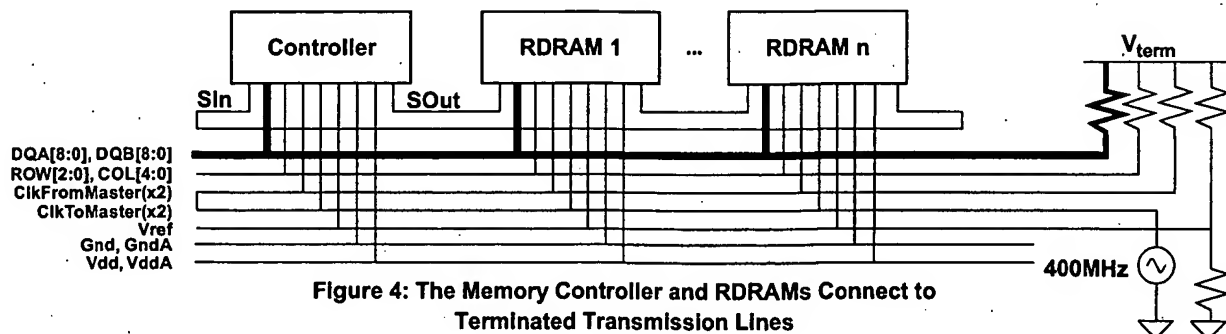 Controller
RDRAM 1
...
RDRAM n
Vterm
SIn
SOut
DQA[8:0], DQB[8:0]
ROW[2:0], COL[4:0]
ClkFromMaster(x2)
ClkToMaster(x2)
Vref
Gnd, GndA
Vdd, VddA
400MHz
Figure 4: The Memory Controller and RDRAMs Connect to
Terminated Transmission Lines